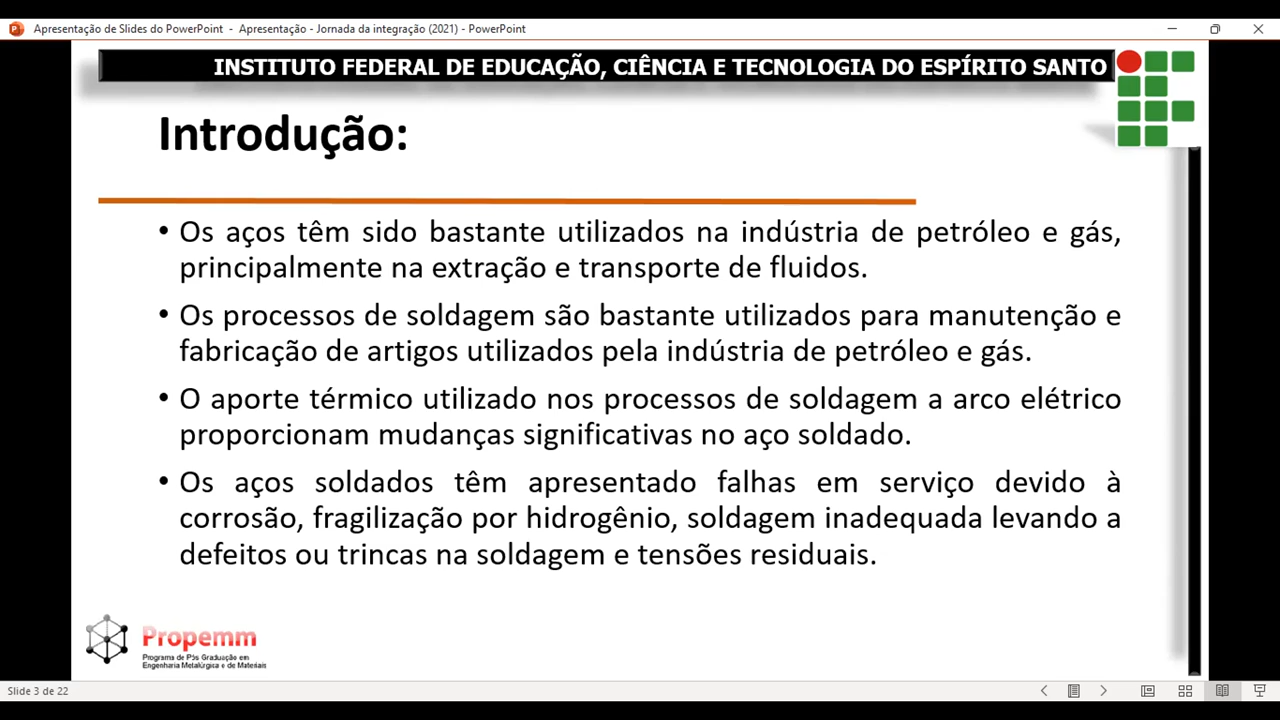 Apresentação de Slides do PowerPoint - Apresentação - Jornada da integração (2021) - PowerPoint
INSTITUTO FEDERAL DE EDUCAÇÃO, CIÊNCIA E TECNOLOGIA DO ESPÍRITO SANTO
Introdução:
• Os aços têm sido bastante utilizados na indústria de petróleo e gás,
principalmente na extração e transporte de fluidos.
• Os processos de soldagem são bastante utilizados para manutenção e
fabricação de artigos utilizados pela indústria de petróleo e gás.
• O aporte térmico utilizado nos processos de soldagem a arco elétrico
proporcionam mudanças significativas no aço soldado.
• Os aços soldados têm apresentado falhas em serviço devido à
corrosão, fragilização por hidrogênio, soldagem inadequada levando a
defeitos ou trincas na soldagem e tensões residuais.
Propemm
Programa de Pós Graduação em
Engenharia Metalúrgica e de Materiais
Slide 3 de 22